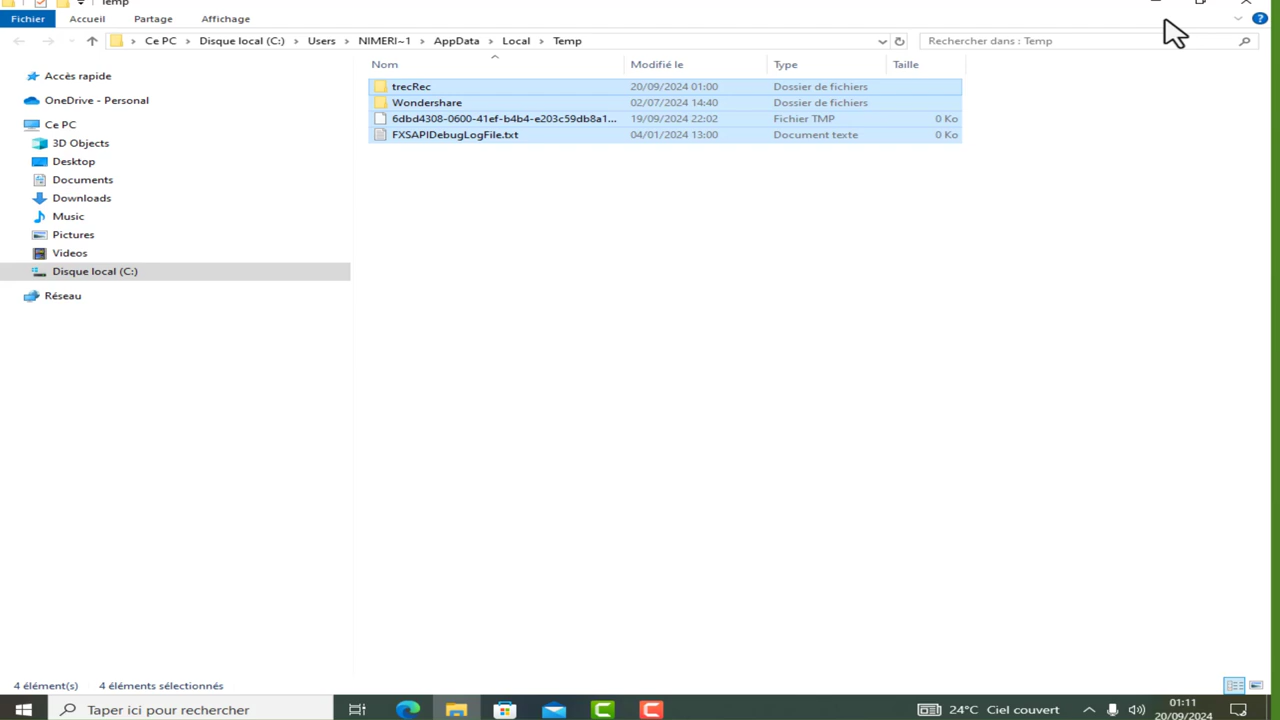 Temp
Fichier Accueil Partage Affichage
Ce PC Disque local (C:) Users NIMERI~1 AppData Local Temp Rechercher dans : Temp
Nom Modifié le Type Taille
Accès rapide
OneDrive - Personal
Ce PC
3D Objects
Desktop
Documents
Downloads
Music
Pictures
Videos
Disque local (C:)
Réseau
trecRec 20/09/2024 01:00 Dossier de fichiers
Wondershare 02/07/2024 14:40 Dossier de fichiers
6dbd4308-0600-41ef-b4b4-e203c59db8a1... 19/09/2024 22:02 Fichier TMP 0 Ko
FXSAPIDebugLogFile.txt 04/01/2024 13:00 Document texte 0 Ko
4 élément(s) 4 éléments sélectionnés
Taper ici pour rechercher 24°C Ciel couvert 01:11
20/09/2024